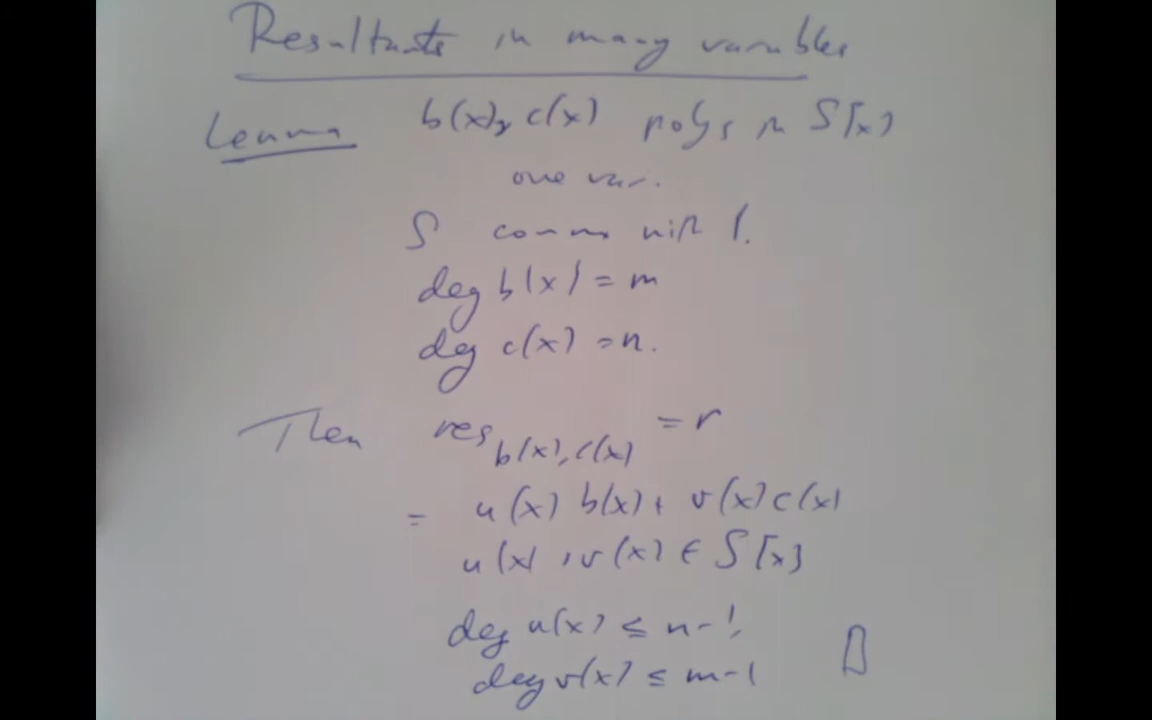 Resultants in many variables
Lemma b(x), c(x) polys in S[x]
one var.
S comm with 1.
deg b(x) = m
deg c(x) = n.
Then res b(x), c(x) = r
= u(x) b(x) + v(x) c(x)
u(x), v(x) ∈ S[x]
deg u(x) ≤ n-1,
deg v(x) ≤ m-1 □